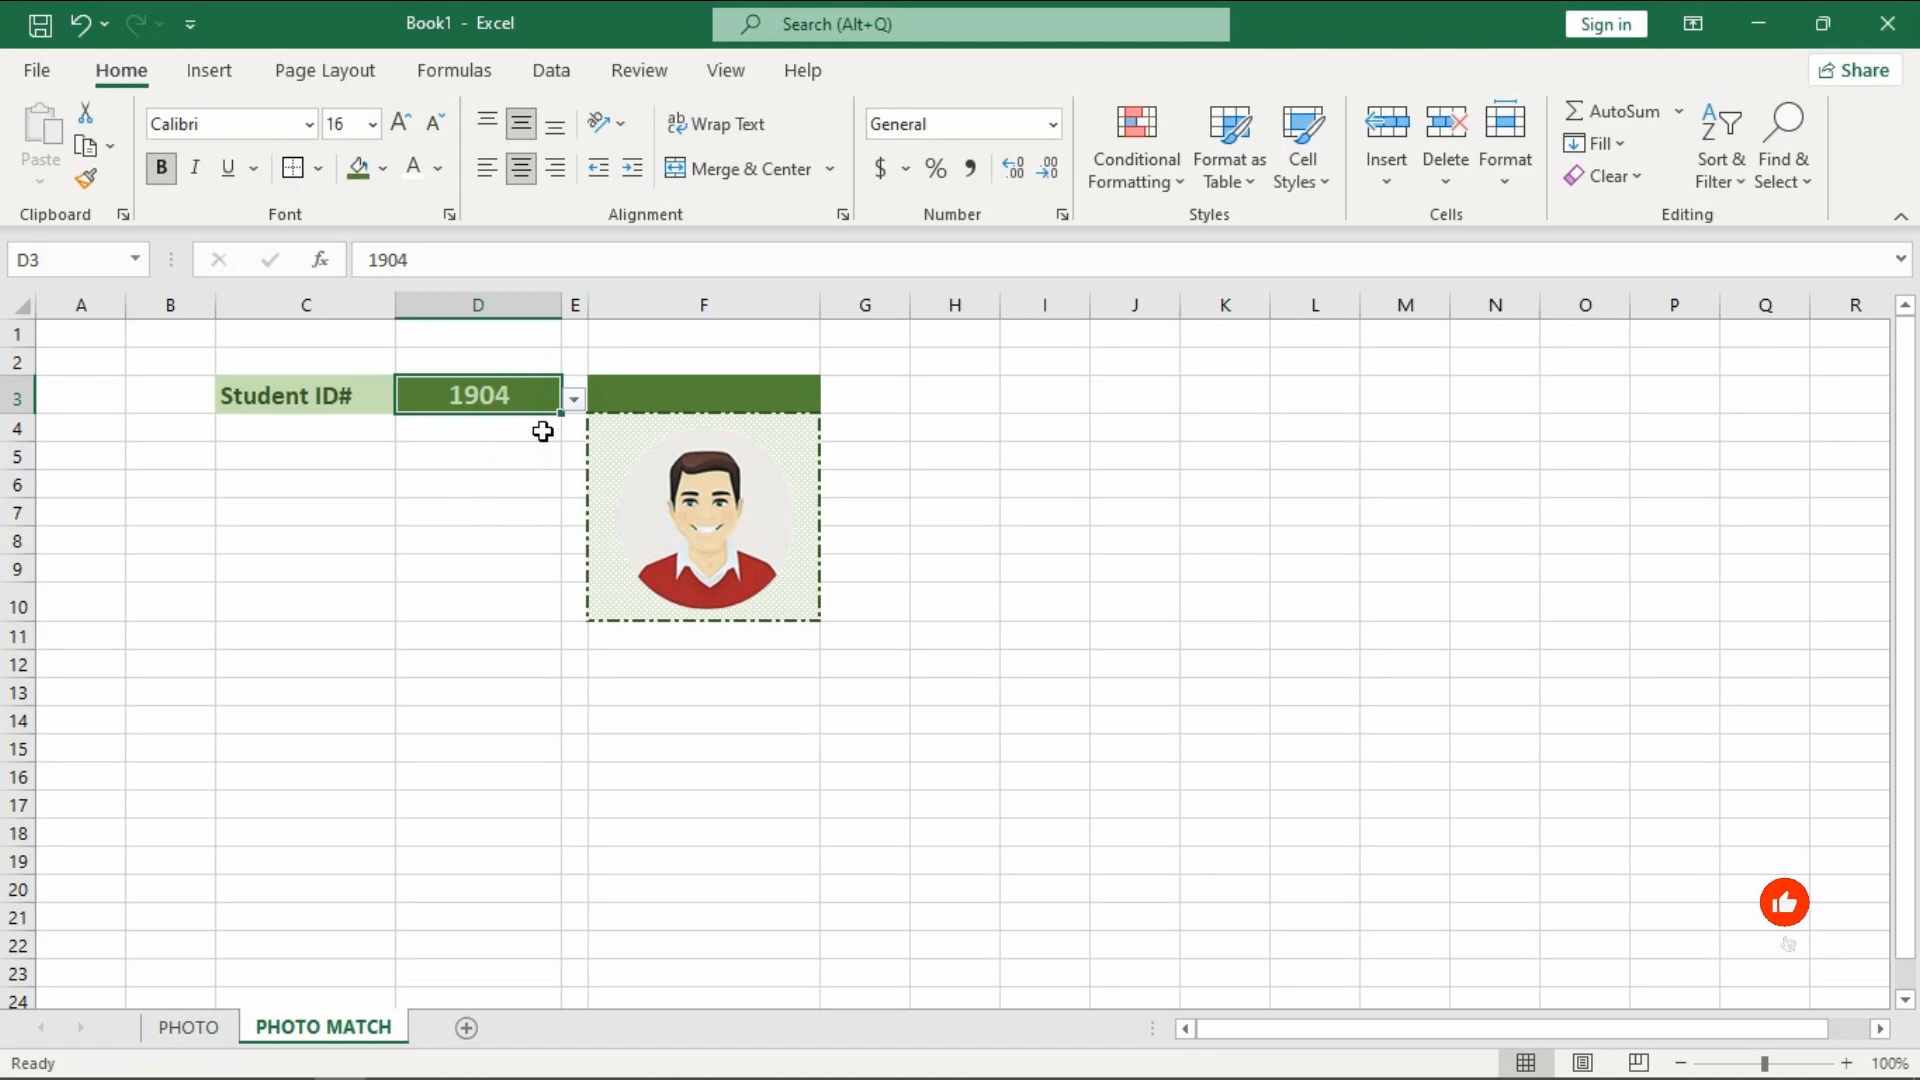 Book1 - Excel
Search (Alt+Q)
Sign in
File Home Insert Page Layout Formulas Data Review View Help
Share
Paste
Calibri 16
B I U A
ab Wrap Text
Merge & Center
General
$ % ,
Conditional Formatting
Format as Table
Cell Styles
Insert Delete Format
AutoSum
Fill
Clear
Sort & Filter
Find & Select
Clipboard Font Alignment Number Styles Cells Editing
D3 fx 1904
A B C D E F G H I J K L M N O P Q R
1
2
3 Student ID# 1904
4
5
6
7
8
9
10
11
12
13
14
15
16
17
18
19
20
21
22
23
24
PHOTO PHOTO MATCH
Ready 100%